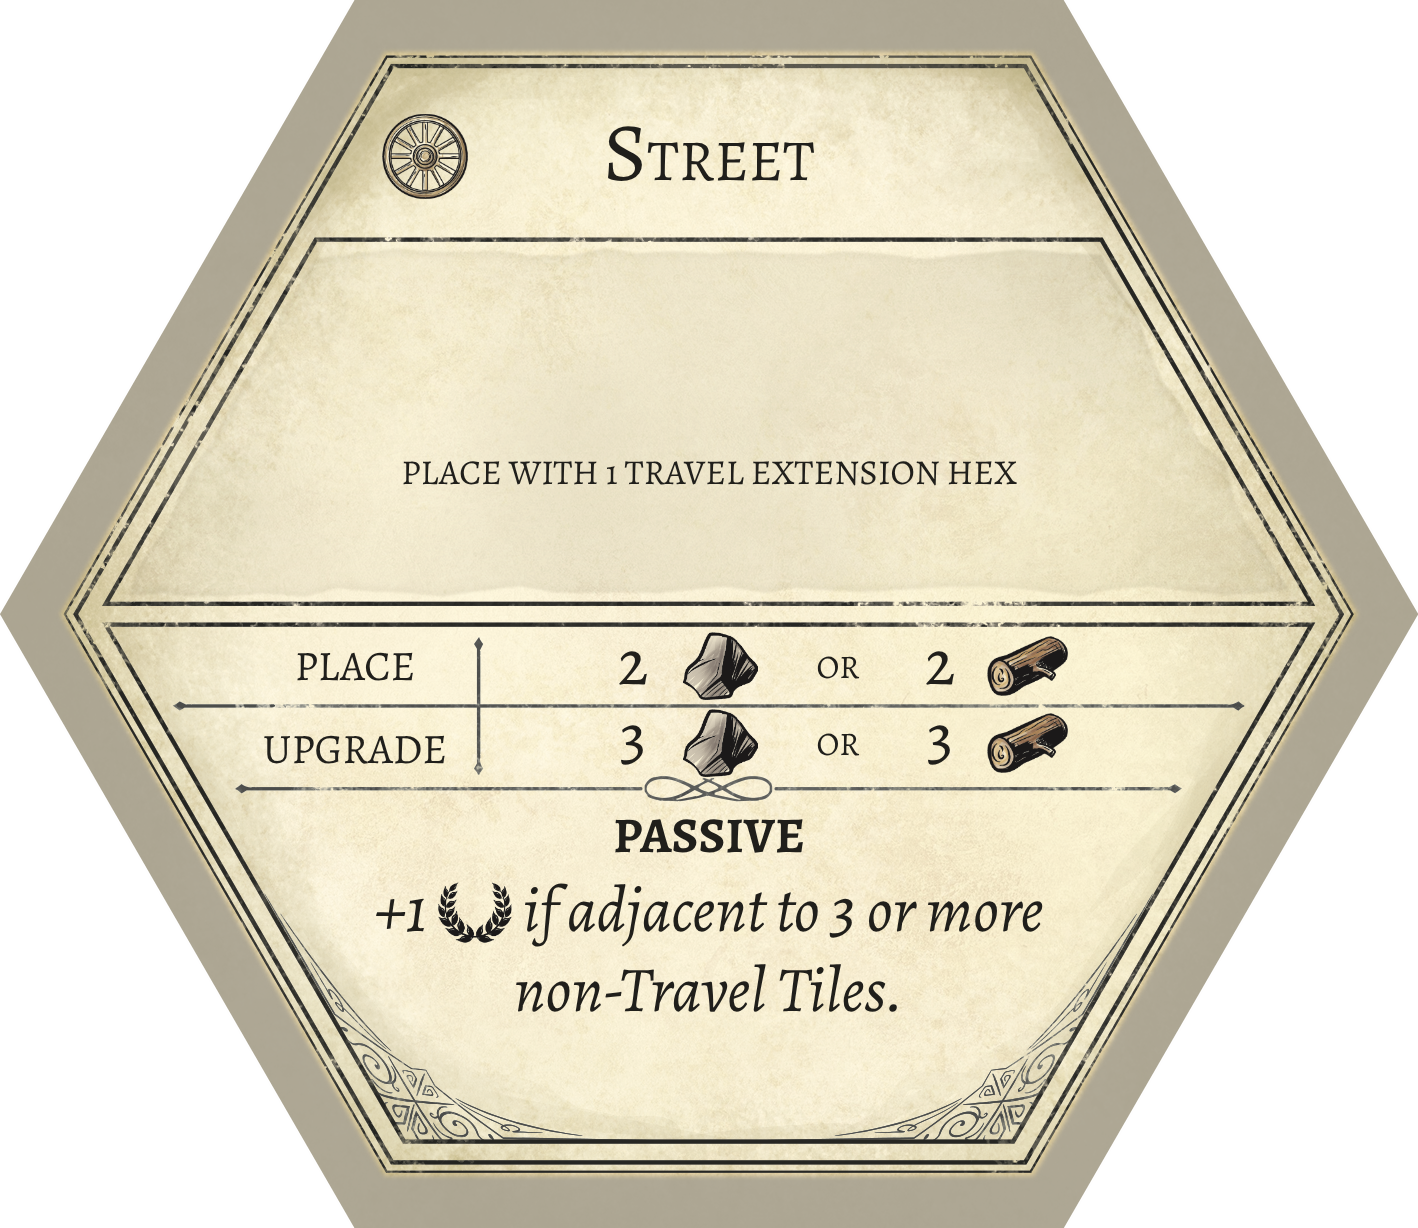 STREET
PLACE WITH 1 TRAVEL EXTENSION HEX
PLACE 2 OR 2
UPGRADE 3 OR 3
PASSIVE
+1 if adjacent to 3 or more
non-Travel Tiles.